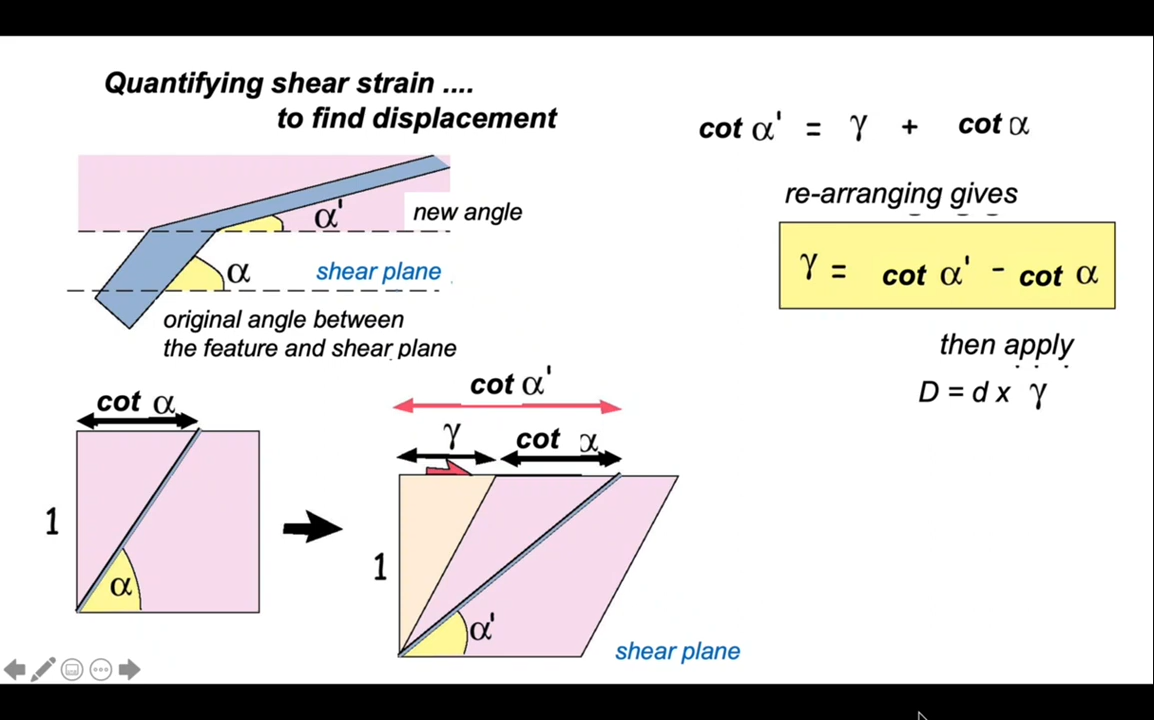 Quantifying shear strain ....
to find displacement
α'
new angle
α
shear plane
original angle between
the feature and shear plane
cot α' = γ + cot α
re-arranging gives
γ = cot α' - cot α
then apply
D = d x γ
cot α
1
α
cot α'
γ cot α
1
α'
shear plane